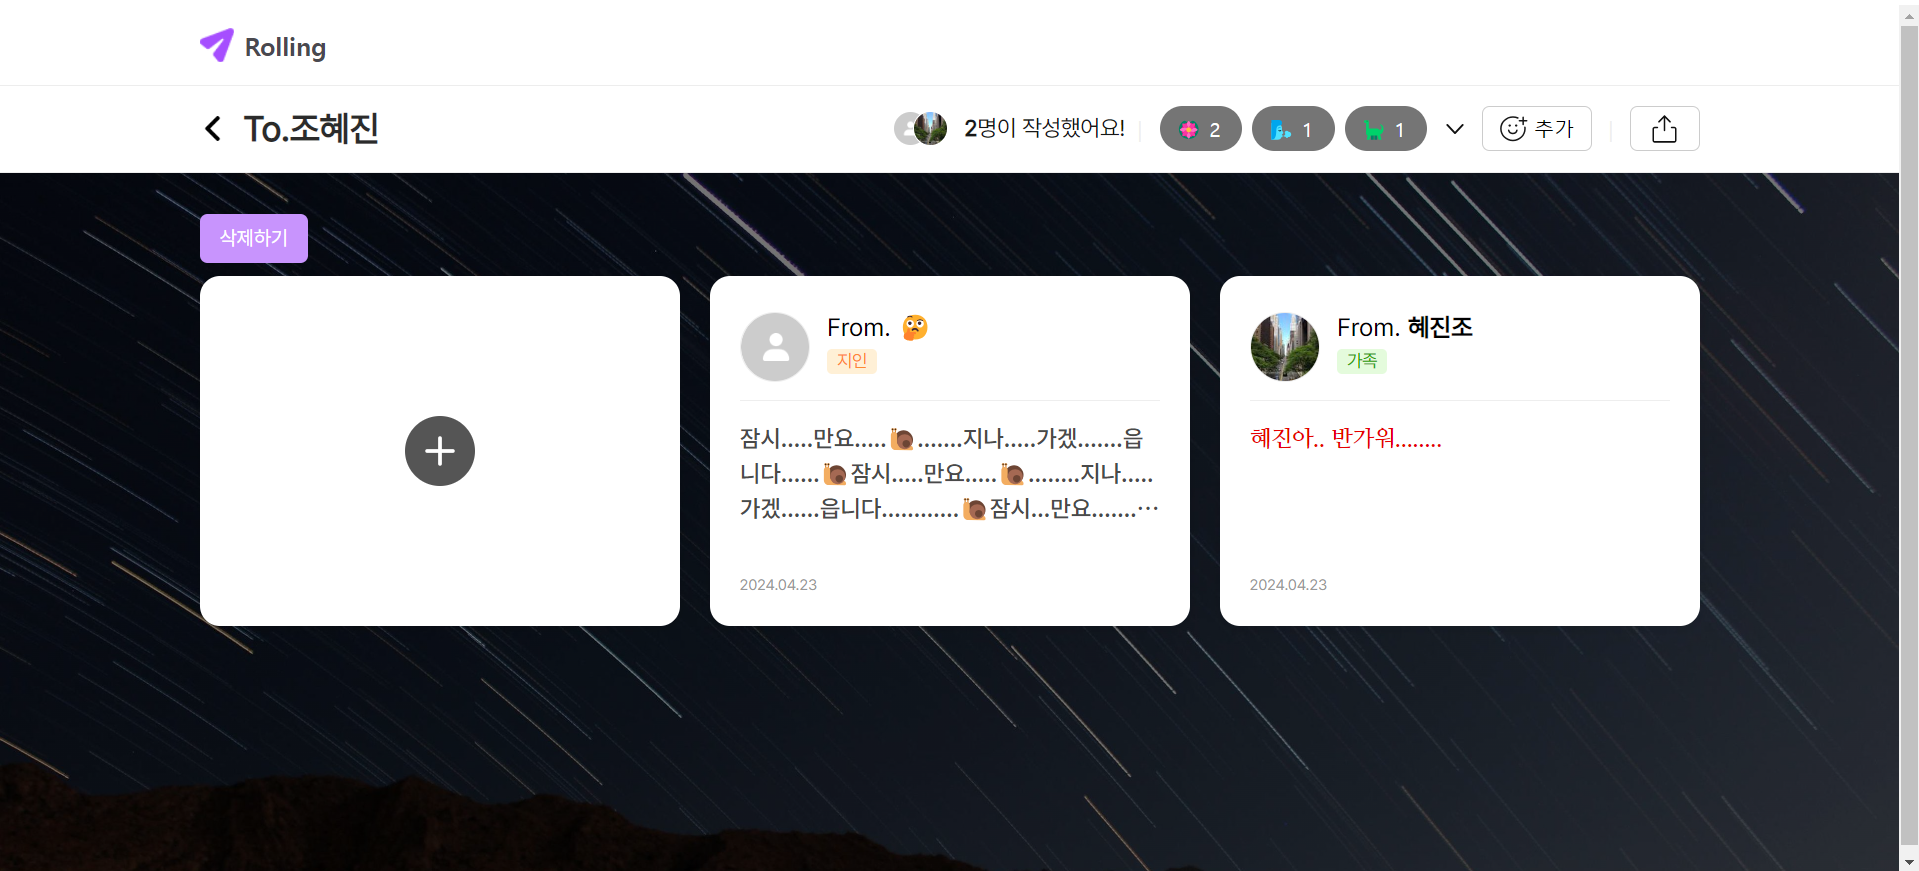 Rolling
To.조혜진
2명이 작성했어요!
2
1
1
추가
삭제하기
From. 🤔
지인
잠시.....만요.....🐌.......지나.....가겠.......읍
니다......🐌잠시.....만요.....🐌........지나.....
가겠......읍니다............🐌잠시...만요.......…
2024.04.23
From. 혜진조
가족
혜진아.. 반가워........
2024.04.23